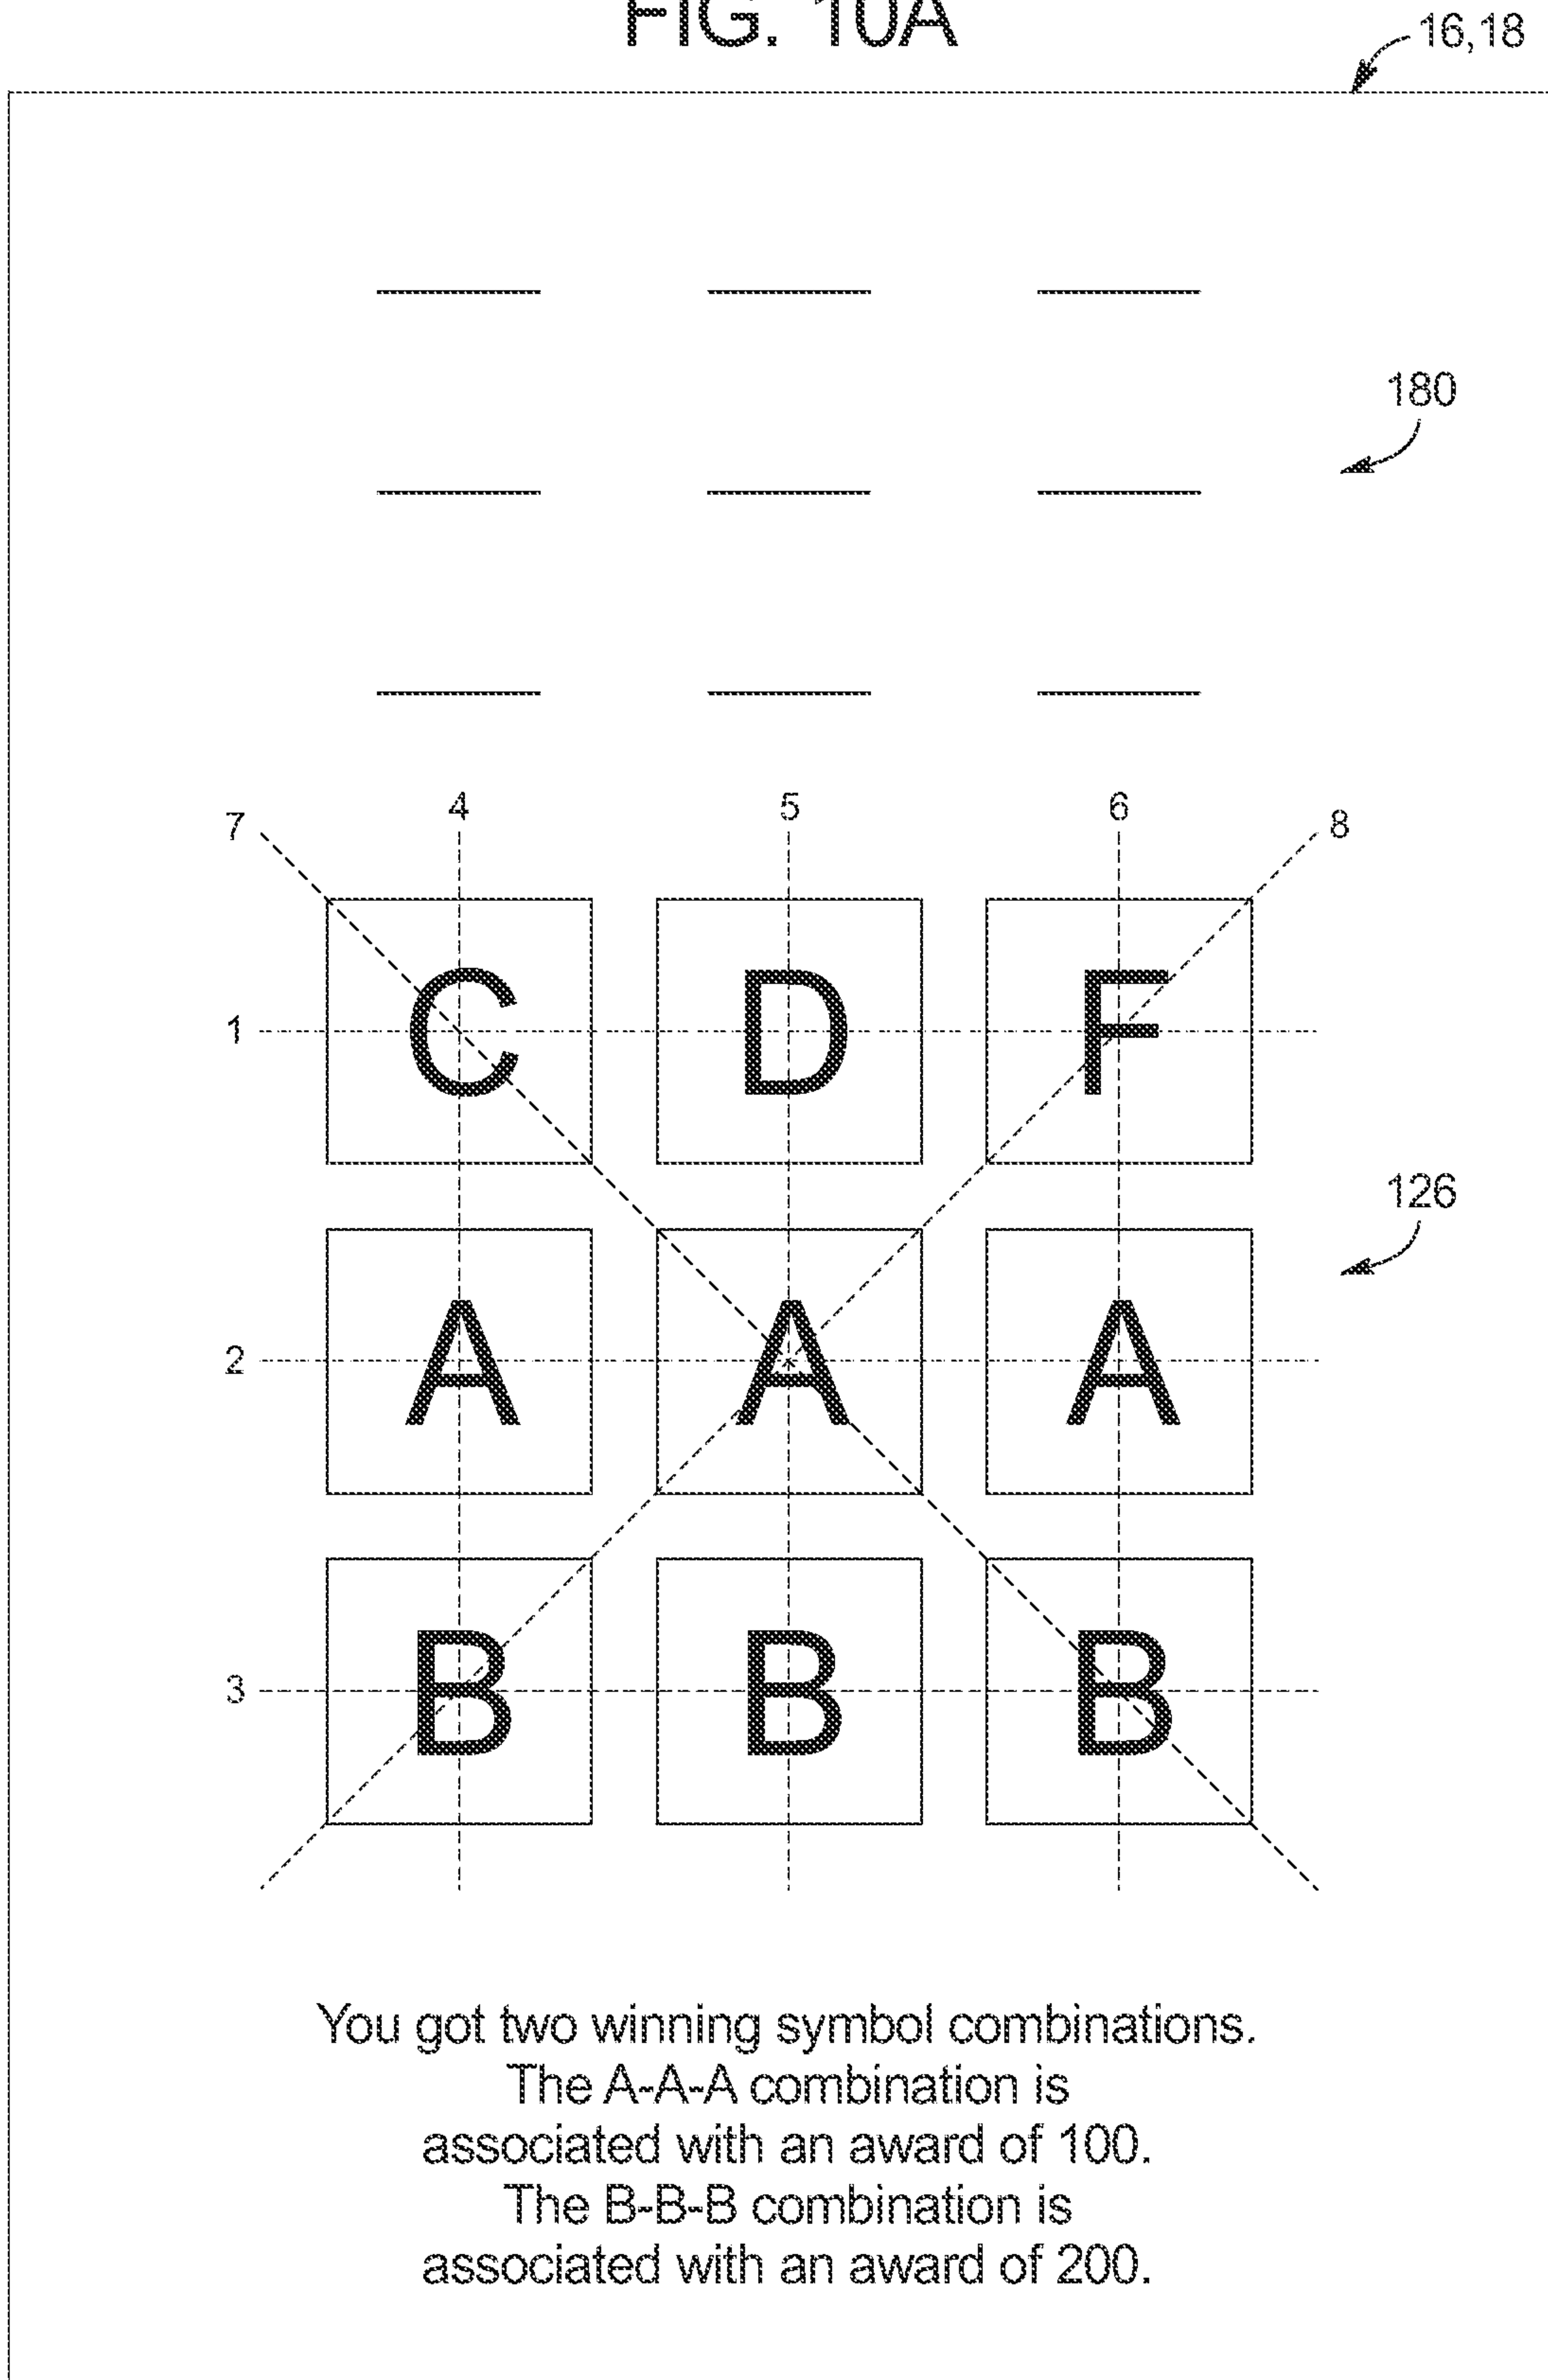 FIG. 10A
16,18
180
4 5 6
7 8
C D F
1
126
A A A
2
B B B
3
You got two winning symbol combinations.
The A-A-A combination is
associated with an award of 100.
The B-B-B combination is
associated with an award of 200.